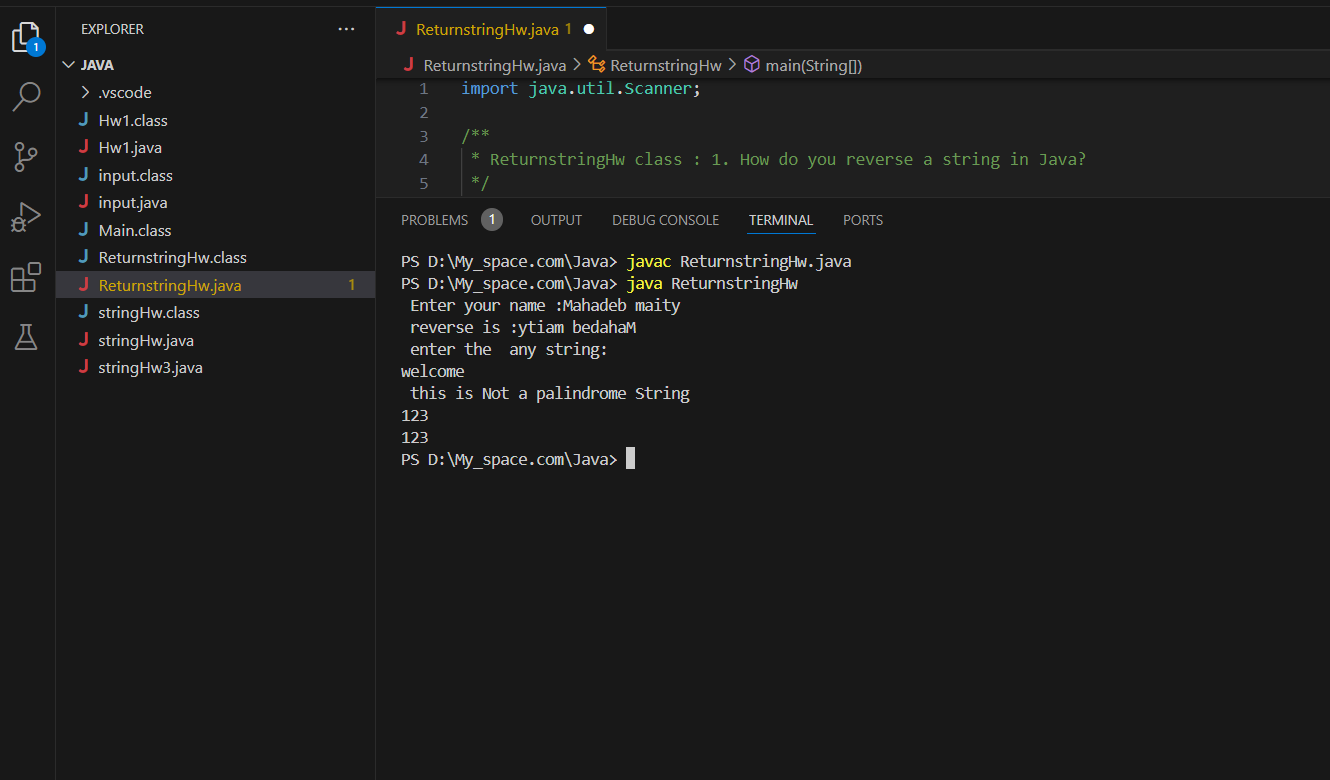 1
EXPLORER
JAVA
.vscode
J Hw1.class
J Hw1.java
J input.class
J input.java
J Main.class
J ReturnstringHw.class
J ReturnstringHw.java 1
J stringHw.class
J stringHw.java
J stringHw3.java
J ReturnstringHw.java 1
J ReturnstringHw.java > ReturnstringHw > main(String[])
1 import java.util.Scanner;
2
3 /**
4 * ReturnstringHw class : 1. How do you reverse a string in Java?
5 */
PROBLEMS 1 OUTPUT DEBUG CONSOLE TERMINAL PORTS
PS D:\My_space.com\Java> javac ReturnstringHw.java
PS D:\My_space.com\Java> java ReturnstringHw
Enter your name :Mahadeb maity
reverse is :ytiam bedahaM
enter the  any string:
welcome
this is Not a palindrome String
123
123
PS D:\My_space.com\Java>